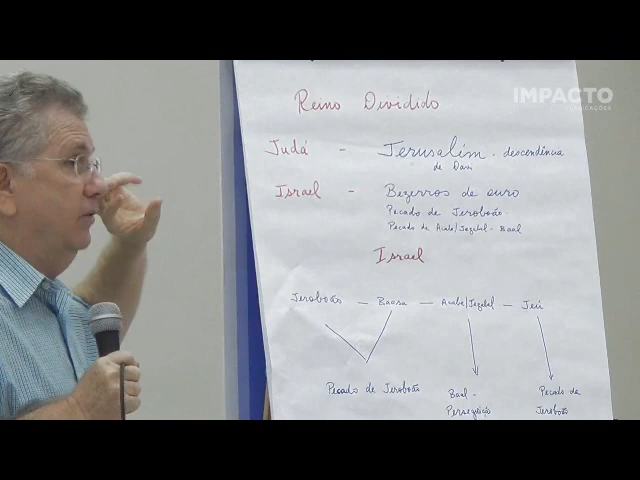 IMPACTO
Reino Dividido
Judá - Jerusalém - descendência
de Davi
Israel - Bezerros de ouro
Pecado de Jeroboão
Pecado de Acabe/Jezabel - Baal
Israel
Jeroboão - Baasa - Acabe/Jezabel - Jeú
Pecado de Jeroboão
Baal -
Perseguição
Pecado de
Jeroboão